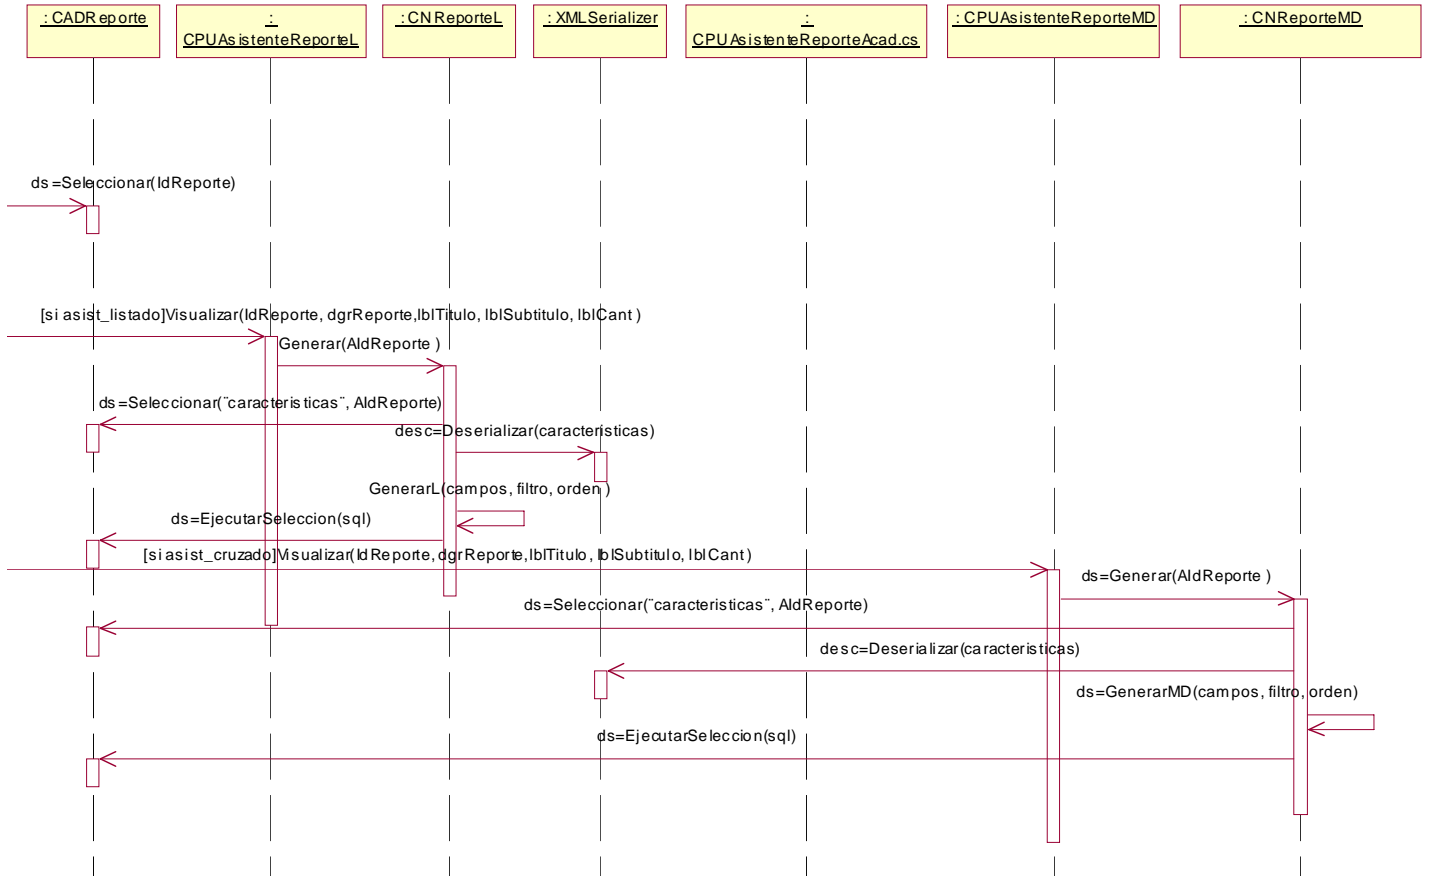 : CADReporte
:
CPUAsistenteReporteL
: CNReporteL
: XMLSerializer
:
CPUAsistenteReporteAcad.cs
: CPUAsistenteReporteMD
: CNReporteMD
ds=Seleccionar(IdReporte)
[si asist_listado]Visualizar(IdReporte, dgrReporte,lblTitulo, lblSubtitulo, lblCant )
Generar(AIdReporte )
ds=Seleccionar(¨caracteristicas¨, AIdReporte)
desc=Deserializar(caracteristicas)
GenerarL(campos, filtro, orden )
ds=EjecutarSeleccion(sql)
[si asist_cruzado]Visualizar(IdReporte, dgrReporte,lblTitulo, lblSubtitulo, lblCant )
ds=Generar(AIdReporte )
ds=Seleccionar(¨caracteristicas¨, AIdReporte)
desc=Deserializar(caracteristicas)
ds=GenerarMD(campos, filtro, orden)
ds=EjecutarSeleccion(sql)